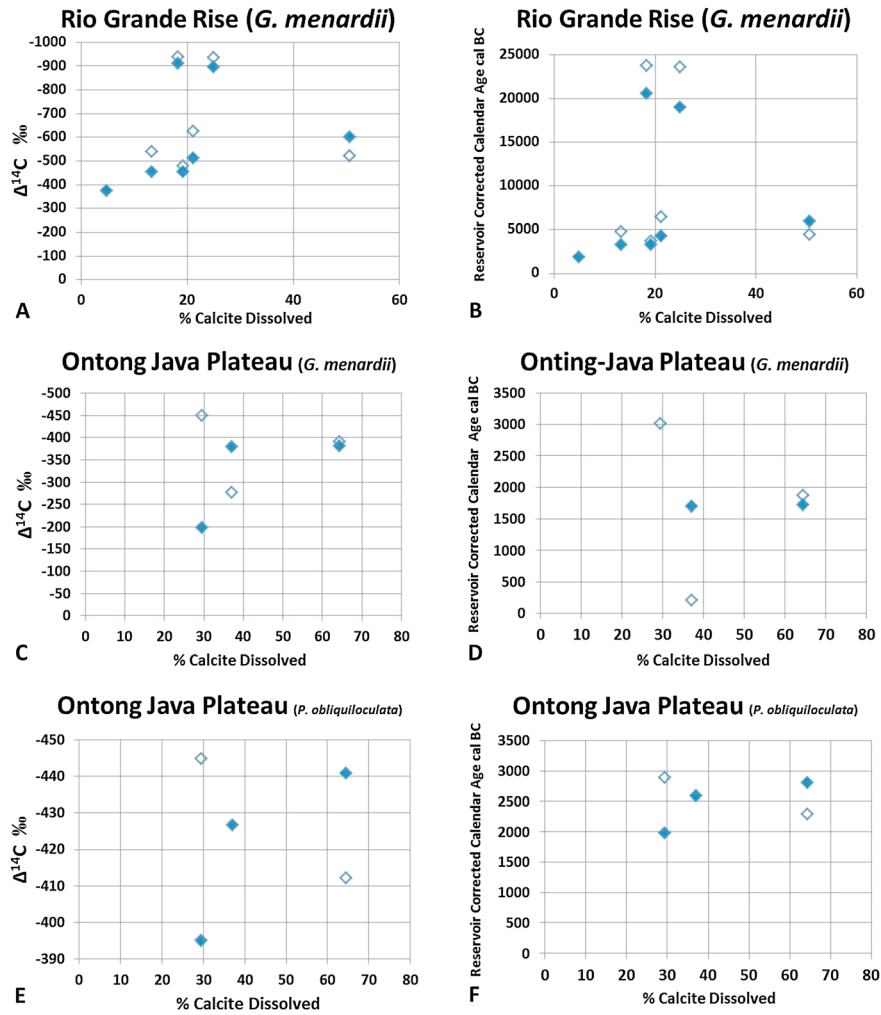 Rio Grande Rise (G. menardii)
-1000
-900
-800
-700
-600
-500
-400
-300
-200
-100
0
Δ¹⁴C ‰
0 20 40 60
% Calcite Dissolved
A
Rio Grande Rise (G. menardii)
25000
20000
15000
10000
5000
0
Reservoir Corrected Calendar Age cal BC
0 20 40 60
% Calcite Dissolved
B
Ontong Java Plateau (G. menardii)
-500
-450
-400
-350
-300
-250
-200
-150
-100
-50
0
Δ¹⁴C ‰
0 10 20 30 40 50 60 70 80
% Calcite Dissolved
C
Onting-Java Plateau (G. menardii)
3500
3000
2500
2000
1500
1000
500
0
Reservoir Corrected Calendar Age cal BC
0 10 20 30 40 50 60 70 80
% Calcite Dissolved
D
Ontong Java Plateau (P. obliquiloculata)
-450
-440
-430
-420
-410
-400
-390
Δ¹⁴C ‰
0 10 20 30 40 50 60 70 80
% Calcite Dissolved
E
Ontong Java Plateau (P. obliquiloculata)
3500
3000
2500
2000
1500
1000
500
0
Reservoir Corrected Calendar Age cal BC
0 10 20 30 40 50 60 70 80
% Calcite Dissolved
F